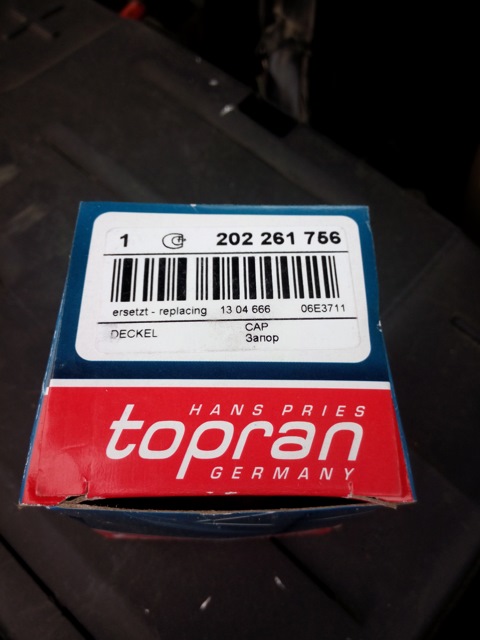 1 202 261 756
ersetzt - replacing 13 04 666 06E3711
DECKEL CAP
Запор
HANS PRIES
topran
GERMANY